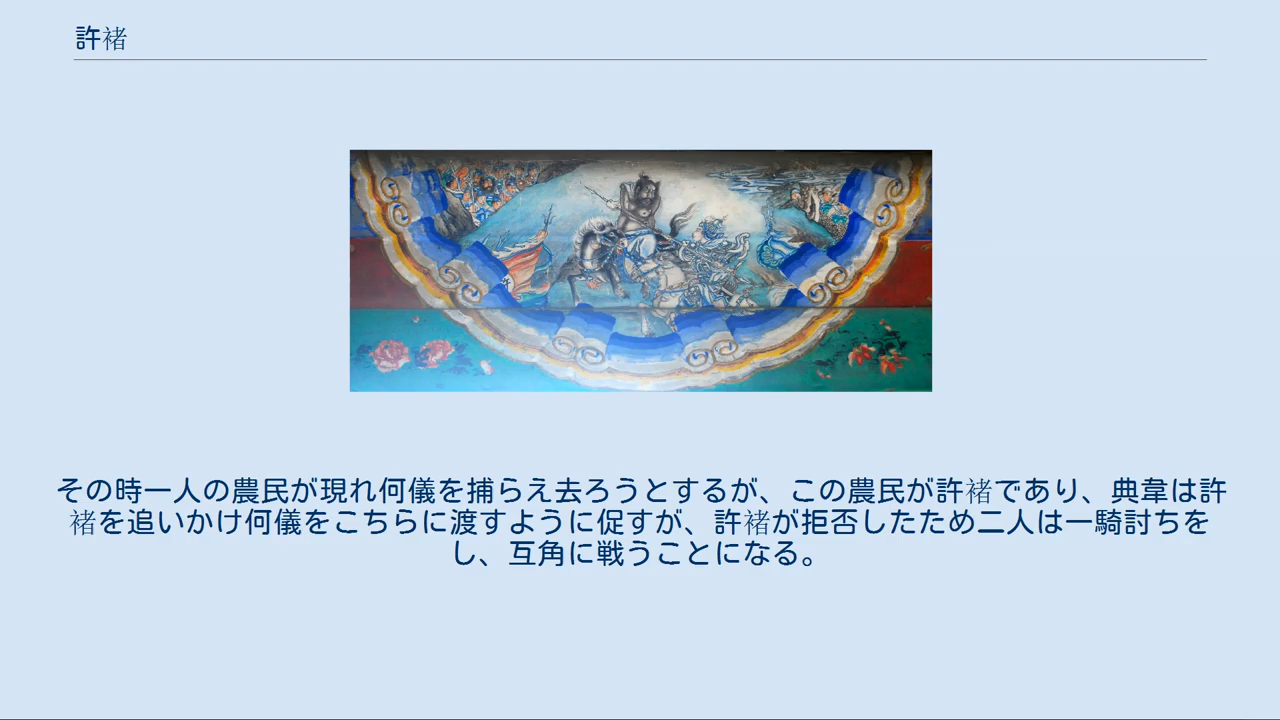 許褚
その時一人の農民が現れ何儀を捕らえ去ろうとするが、この農民が許褚であり、典韋は許
褚を追いかけ何儀をこちらに渡すように促すが、許褚が拒否したため二人は一騎討ちを
し、互角に戦うことになる。